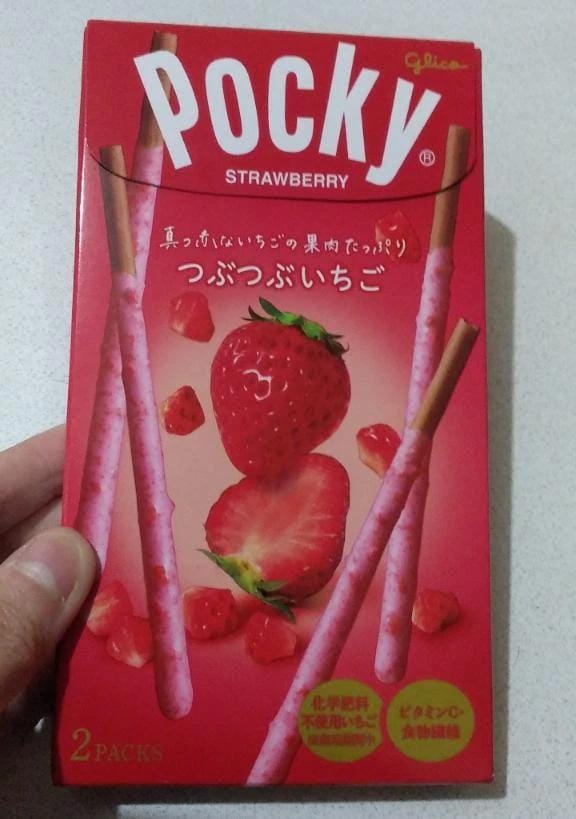 Glico
Pocky®
STRAWBERRY
真っ赤ないちごの果肉たっぷり
つぶつぶいちご
化学肥料
不使用いちご
ビタミンC・
食物繊維
2 PACKS